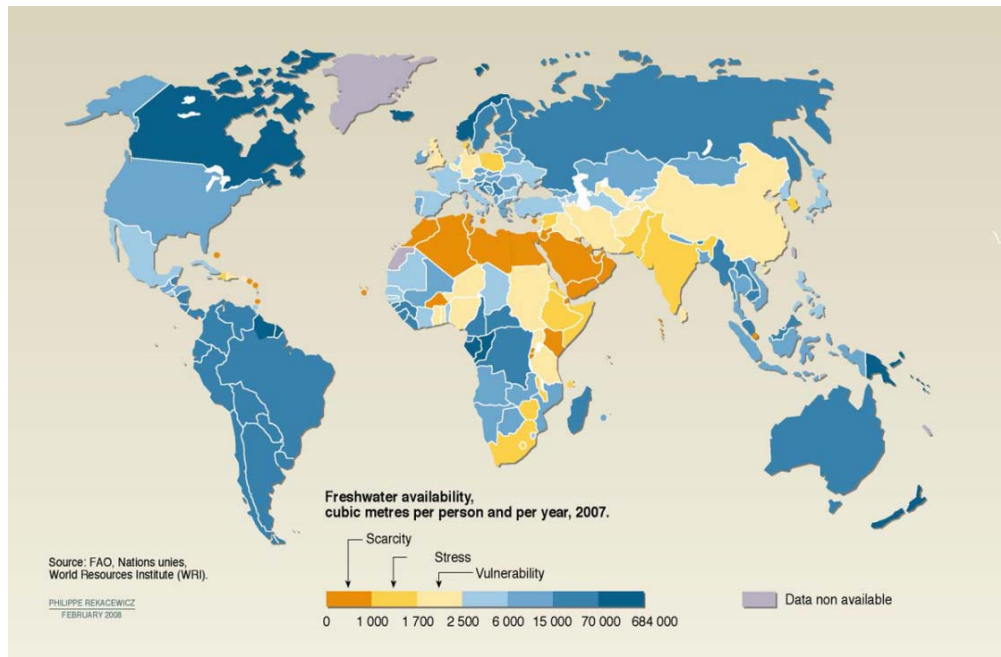 Freshwater availability,
cubic metres per person and per year, 2007.
Scarcity
Stress
Vulnerability
0 1 000 1 700 2 500 6 000 15 000 70 000 684 000
Data non available
Source: FAO, Nations unies,
World Resources Institute (WRI).
PHILIPPE REKACEWICZ
FEBRUARY 2008